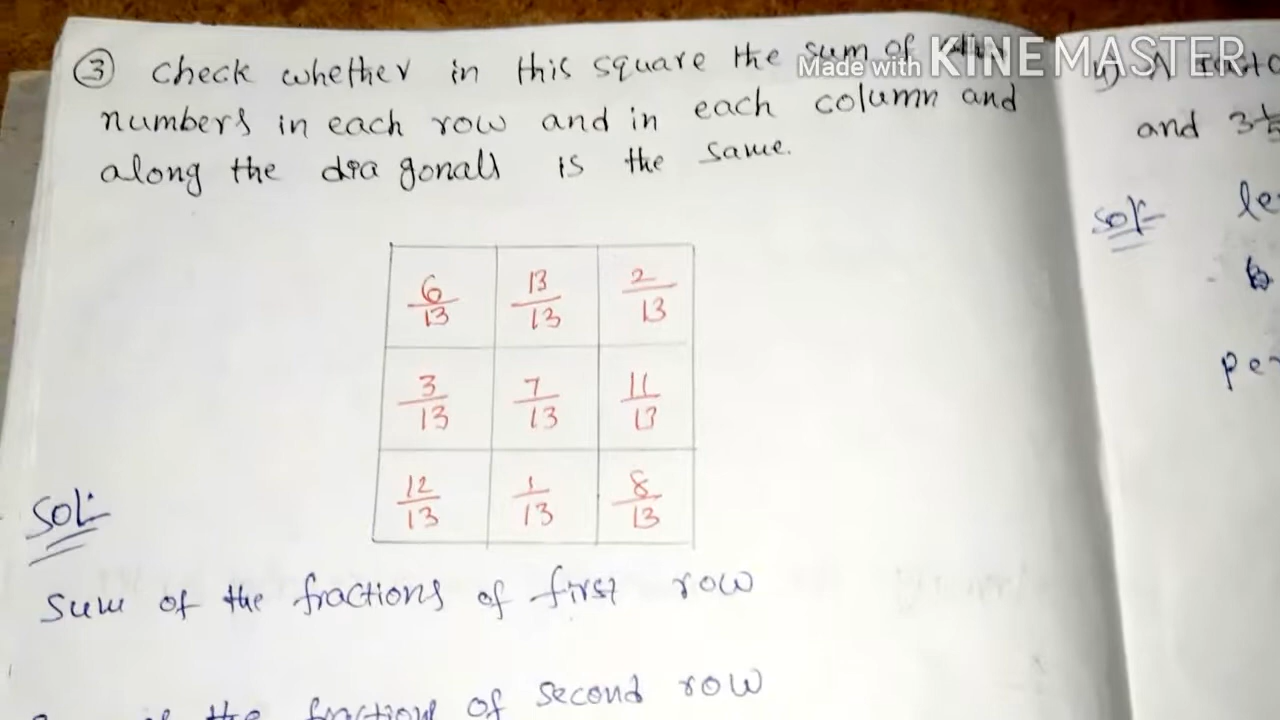 ③ Check whether in this square the sum of
Made with KINEMASTER
numbers in each row and in each column and
along the diagonals is the same.
6/13 13/13 2/13
3/13 7/13 11/13
12/13 1/13 8/13
Sol:-
Sum of the fractions of first row
of the fractions of second row
and 3
Sol:-